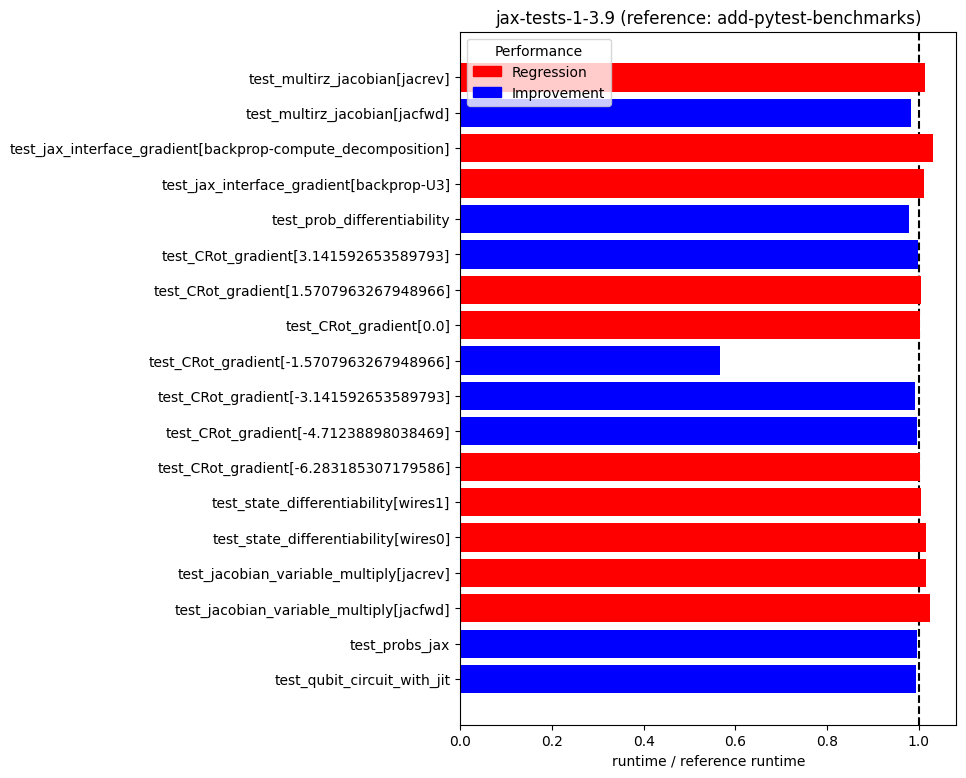 jax-tests-1-3.9 (reference: add-pytest-benchmarks)
Performance
Regression
Improvement
test_multirz_jacobian[jacrev]
test_multirz_jacobian[jacfwd]
test_jax_interface_gradient[backprop-compute_decomposition]
test_jax_interface_gradient[backprop-U3]
test_prob_differentiability
test_CRot_gradient[3.141592653589793]
test_CRot_gradient[1.5707963267948966]
test_CRot_gradient[0.0]
test_CRot_gradient[-1.5707963267948966]
test_CRot_gradient[-3.141592653589793]
test_CRot_gradient[-4.71238898038469]
test_CRot_gradient[-6.283185307179586]
test_state_differentiability[wires1]
test_state_differentiability[wires0]
test_jacobian_variable_multiply[jacrev]
test_jacobian_variable_multiply[jacfwd]
test_probs_jax
test_qubit_circuit_with_jit
0.0 0.2 0.4 0.6 0.8 1.0
runtime / reference runtime